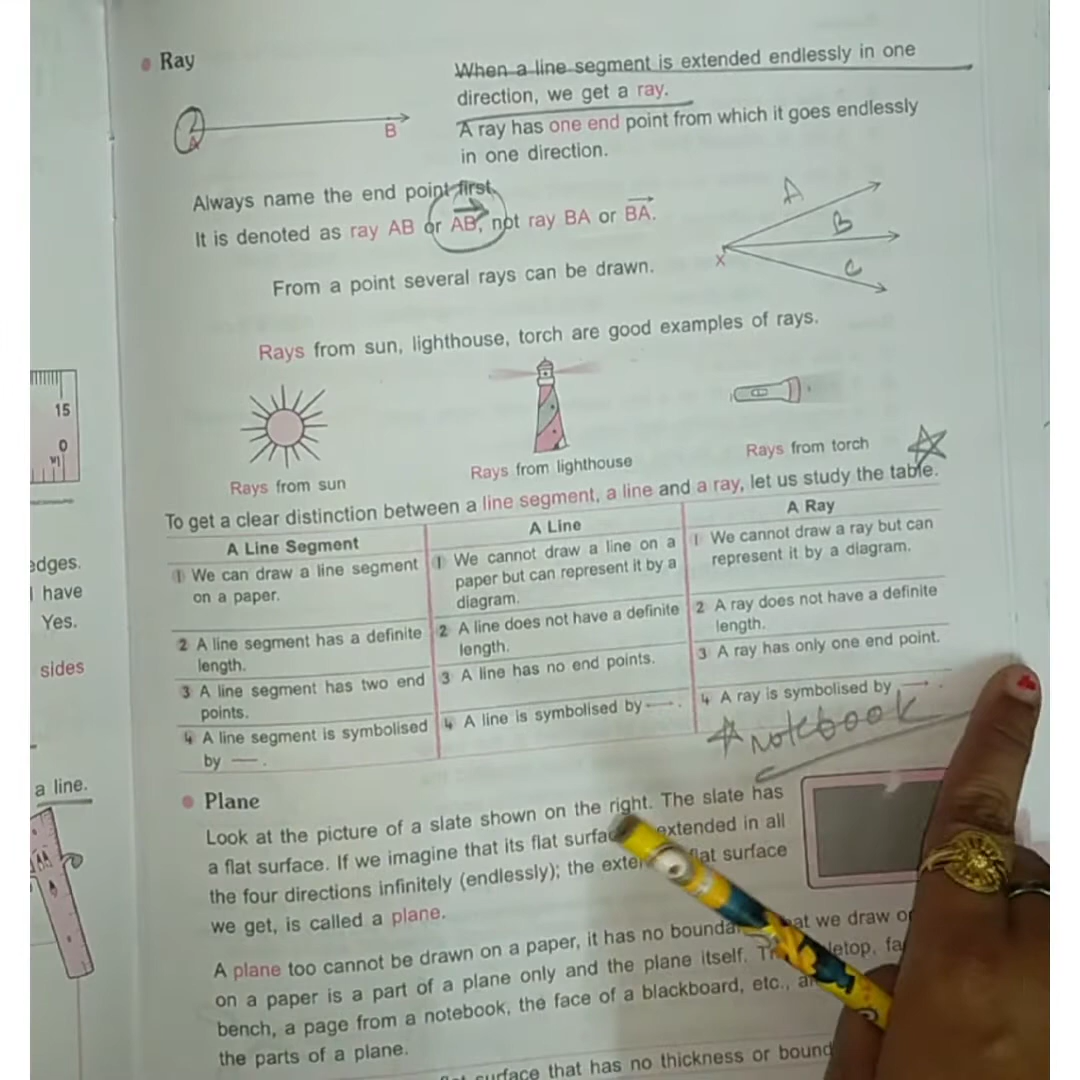 Ray
When a line segment is extended endlessly in one
direction, we get a ray.
A
B
A ray has one end point from which it goes endlessly
in one direction.
Always name the end point first.
It is denoted as ray AB or AB, not ray BA or BA.
A
B
C
X
From a point several rays can be drawn.
Rays from sun, lighthouse, torch are good examples of rays.
Rays from sun
Rays from lighthouse
Rays from torch
To get a clear distinction between a line segment, a line and a ray, let us study the table.
A Line Segment
1 We can draw a line segment
on a paper.
2 A line segment has a definite
length.
3 A line segment has two end
points.
4 A line segment is symbolised
by — .
A Line
1 We cannot draw a line on a
paper but can represent it by a
diagram.
2 A line does not have a definite
length.
3 A line has no end points.
4 A line is symbolised by ↔ .
A Ray
1 We cannot draw a ray but can
represent it by a diagram.
2 A ray does not have a definite
length.
3 A ray has only one end point.
4 A ray is symbolised by → .
Notebook
Plane
Look at the picture of a slate shown on the right. The slate has
a flat surface. If we imagine that its flat extended in all
the four directions infinitely (endlessly); the flat surface
we get, is called a plane.
A plane too cannot be drawn on a paper, it has no we draw
on a paper is a part of a plane only and the plane itself.
bench, a page from a notebook, the face of a blackboard, etc.,
the parts of a plane.
surface that has no thickness or
15
0
edges.
have
Yes.
sides
a line.